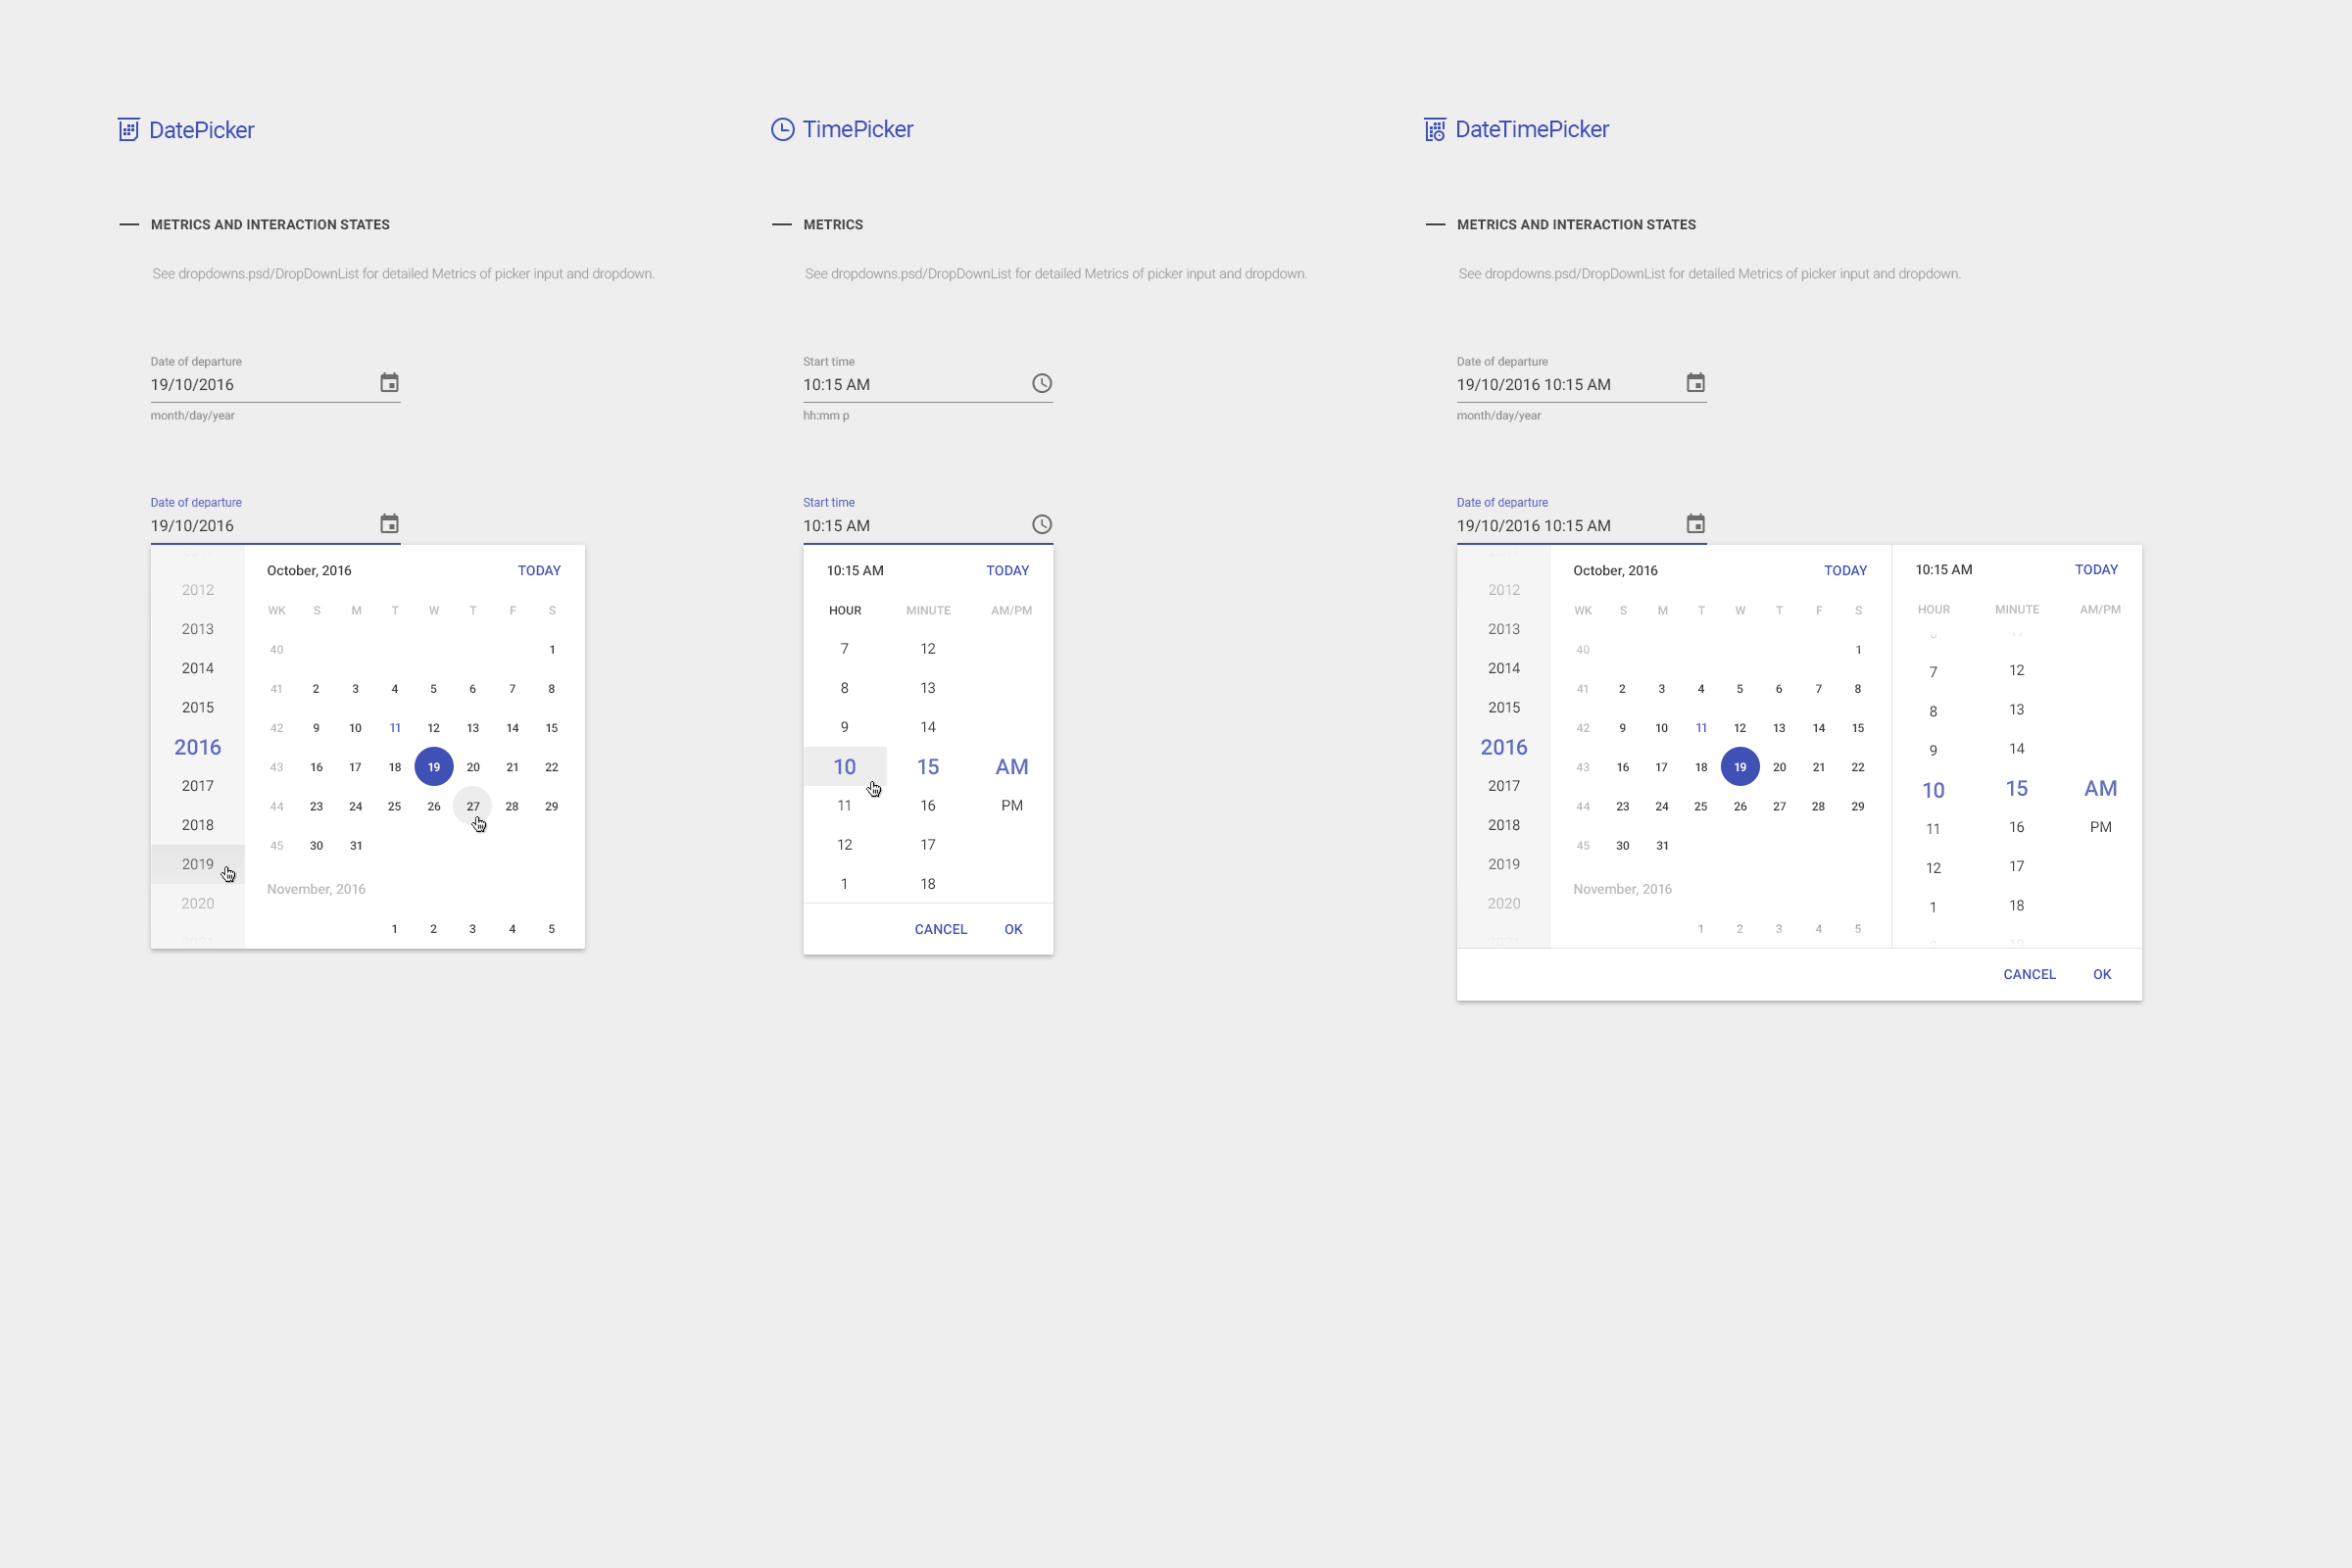 DatePicker
METRICS AND INTERACTION STATES
See dropdowns.psd/DropDownList for detailed Metrics of picker input and dropdown.
Date of departure
19/10/2016
month/day/year
Date of departure
19/10/2016
2012
2013
2014
2015
2016
2017
2018
2019
2020
October, 2016 TODAY
WK S M T W T F S
40 1
41 2 3 4 5 6 7 8
42 9 10 11 12 13 14 15
43 16 17 18 19 20 21 22
44 23 24 25 26 27 28 29
45 30 31
November, 2016
1 2 3 4 5
TimePicker
METRICS
See dropdowns.psd/DropDownList for detailed Metrics of picker input and dropdown.
Start time
10:15 AM
hh:mm p
Start time
10:15 AM
10:15 AM TODAY
HOUR MINUTE AM/PM
7 12
8 13
9 14
10 15 AM
11 16 PM
12 17
1 18
CANCEL OK
DateTimePicker
METRICS AND INTERACTION STATES
See dropdowns.psd/DropDownList for detailed Metrics of picker input and dropdown.
Date of departure
19/10/2016 10:15 AM
month/day/year
Date of departure
19/10/2016 10:15 AM
2012
2013
2014
2015
2016
2017
2018
2019
2020
October, 2016 TODAY
WK S M T W T F S
40 1
41 2 3 4 5 6 7 8
42 9 10 11 12 13 14 15
43 16 17 18 19 20 21 22
44 23 24 25 26 27 28 29
45 30 31
November, 2016
1 2 3 4 5
10:15 AM TODAY
HOUR MINUTE AM/PM
7 12
8 13
9 14
10 15 AM
11 16 PM
12 17
1 18
CANCEL OK